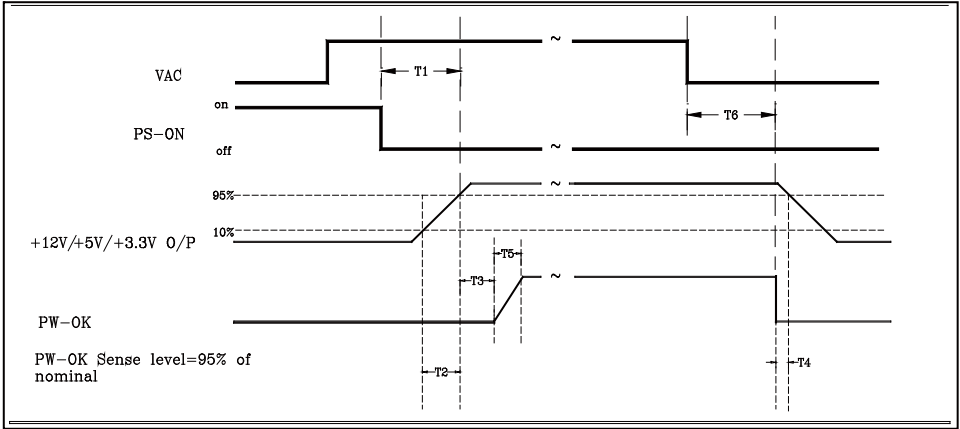 VAC
T1
~
T6
on
PS-ON
off
~
95%
~
10%
+12V/+5V/+3.3V O/P
T5
T3
~
PW-OK
PW-OK Sense level=95% of
nominal
T2
T4